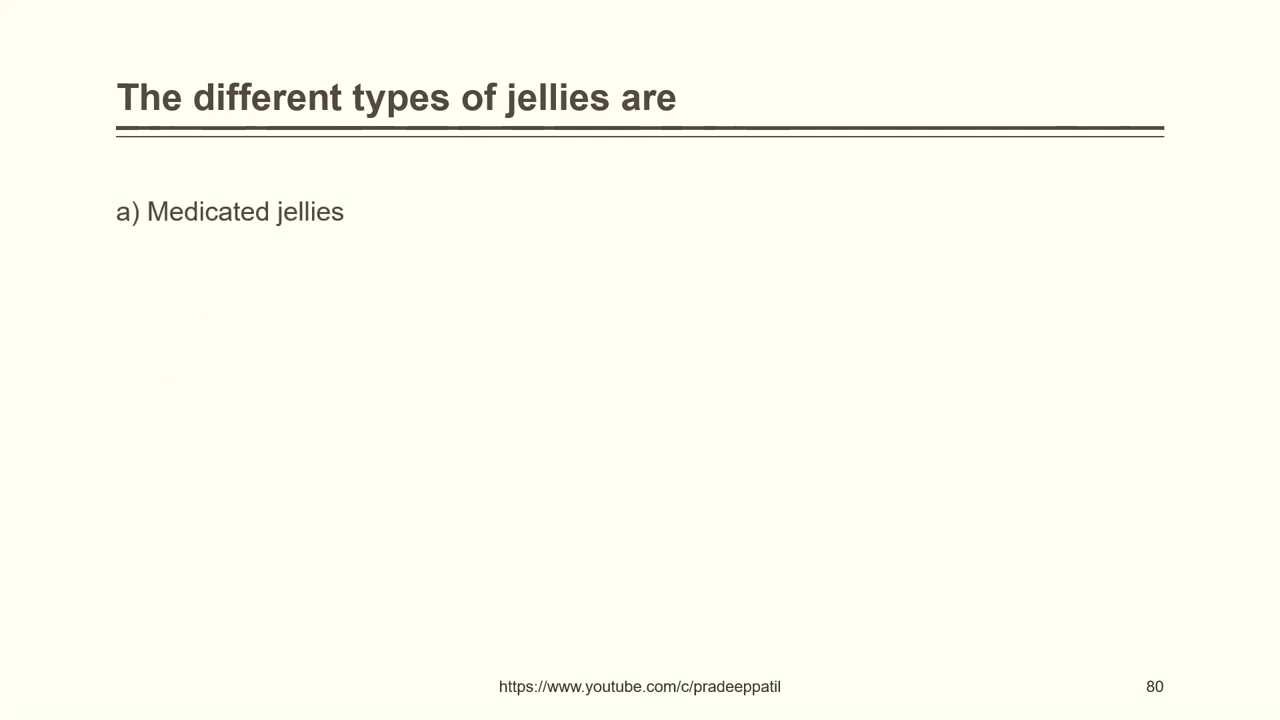 The different types of jellies are
a) Medicated jellies
https://www.youtube.com/c/pradeeppatil
80